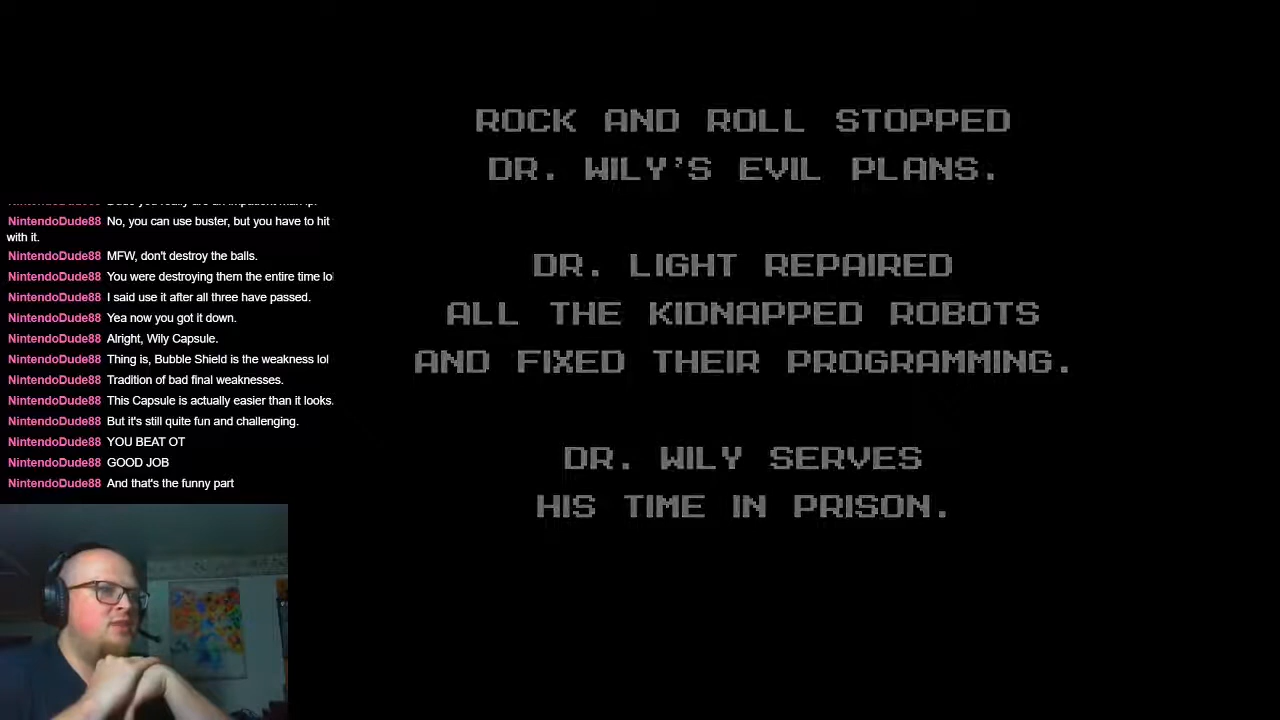 NintendoDude88 No, you can use buster, but you have to hit
with it.
NintendoDude88 MFW, don't destroy the balls.
NintendoDude88 You were destroying them the entire time lo
NintendoDude88 I said use it after all three have passed.
NintendoDude88 Yea now you got it down.
NintendoDude88 Alright, Wily Capsule.
NintendoDude88 Thing is, Bubble Shield is the weakness lol
NintendoDude88 Tradition of bad final weaknesses.
NintendoDude88 This Capsule is actually easier than it looks.
NintendoDude88 But it's still quite fun and challenging.
NintendoDude88 YOU BEAT OT
NintendoDude88 GOOD JOB
NintendoDude88 And that's the funny part
ROCK AND ROLL STOPPED
DR. WILY'S EVIL PLANS.
DR. LIGHT REPAIRED
ALL THE KIDNAPPED ROBOTS
AND FIXED THEIR PROGRAMMING.
DR. WILY SERVES
HIS TIME IN PRISON.